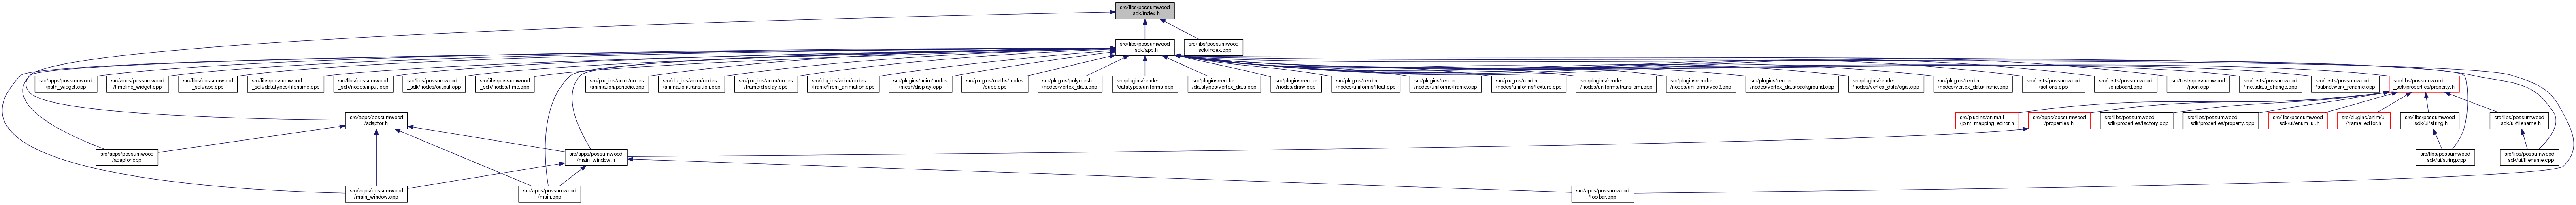 src/libs/possumwood
_sdk/index.h
src/libs/possumwood
_sdk/app.h
src/libs/possumwood
_sdk/index.cpp
src/apps/possumwood
/path_widget.cpp
src/apps/possumwood
/timeline_widget.cpp
src/libs/possumwood
_sdk/app.cpp
src/libs/possumwood
_sdk/datatypes/filename.cpp
src/libs/possumwood
_sdk/nodes/input.cpp
src/libs/possumwood
_sdk/nodes/output.cpp
src/libs/possumwood
_sdk/nodes/time.cpp
src/plugins/anim/nodes
/animation/periodic.cpp
src/plugins/anim/nodes
/animation/transition.cpp
src/plugins/anim/nodes
/frame/display.cpp
src/plugins/anim/nodes
/frame/from_animation.cpp
src/plugins/anim/nodes
/mesh/display.cpp
src/plugins/maths/nodes
/cube.cpp
src/plugins/polymesh
/nodes/vertex_data.cpp
src/plugins/render
/datatypes/uniforms.cpp
src/plugins/render
/datatypes/vertex_data.cpp
src/plugins/render
/nodes/draw.cpp
src/plugins/render
/nodes/uniforms/float.cpp
src/plugins/render
/nodes/uniforms/frame.cpp
src/plugins/render
/nodes/uniforms/texture.cpp
src/plugins/render
/nodes/uniforms/transform.cpp
src/plugins/render
/nodes/uniforms/vec3.cpp
src/plugins/render
/nodes/vertex_data/background.cpp
src/plugins/render
/nodes/vertex_data/cgal.cpp
src/plugins/render
/nodes/vertex_data/frame.cpp
src/tests/possumwood
/actions.cpp
src/tests/possumwood
/clipboard.cpp
src/tests/possumwood
/json.cpp
src/tests/possumwood
/metadata_change.cpp
src/tests/possumwood
/subnetwork_rename.cpp
src/libs/possumwood
_sdk/properties/property.h
src/apps/possumwood
/adaptor.h
src/plugins/anim/ui
/joint_mapping_editor.h
src/apps/possumwood
/properties.h
src/libs/possumwood
_sdk/properties/factory.cpp
src/libs/possumwood
_sdk/properties/property.cpp
src/libs/possumwood
_sdk/ui/enum_ui.h
src/plugins/anim/ui
/frame_editor.h
src/libs/possumwood
_sdk/ui/string.h
src/libs/possumwood
_sdk/ui/filename.h
src/apps/possumwood
/adaptor.cpp
src/apps/possumwood
/main_window.h
src/libs/possumwood
_sdk/ui/string.cpp
src/libs/possumwood
_sdk/ui/filename.cpp
src/apps/possumwood
/main_window.cpp
src/apps/possumwood
/main.cpp
src/apps/possumwood
/toolbar.cpp